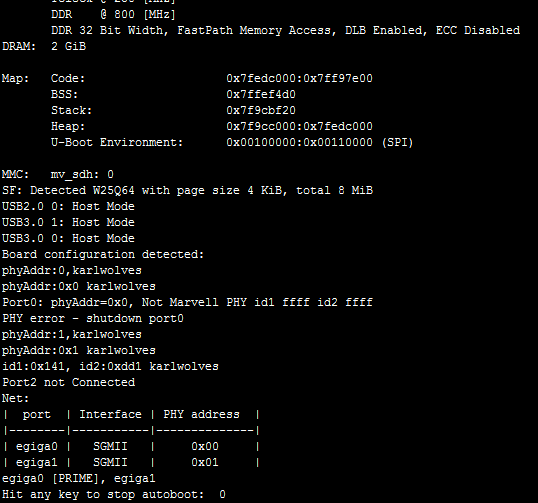 DDR    @ 800 [MHz]
DDR 32 Bit Width, FastPath Memory Access, DLB Enabled, ECC Disabled
DRAM:  2 GiB
Map:   Code:                     0x7fedc000:0x7ff97e00
BSS:                      0x7ffef4d0
Stack:                    0x7f9cbf20
Heap:                     0x7f9cc000:0x7fedc000
U-Boot Environment:       0x00100000:0x00110000 (SPI)
MMC:   mv_sdh: 0
SF: Detected W25Q64 with page size 4 KiB, total 8 MiB
USB2.0 0: Host Mode
USB3.0 1: Host Mode
USB3.0 0: Host Mode
Board configuration detected:
phyAddr:0,karlwolves
phyAddr:0x0 karlwolves
Port0: phyAddr=0x0, Not Marvell PHY id1 ffff id2 ffff
PHY error - shutdown port0
phyAddr:1,karlwolves
phyAddr:0x1 karlwolves
id1:0x141, id2:0xdd1 karlwolves
Port2 not Connected
Net:
|  port  | Interface | PHY address  |
|--------|-----------|--------------|
| egiga0 |   SGMII   |     0x00     |
| egiga1 |   SGMII   |     0x01     |
egiga0 [PRIME], egiga1
Hit any key to stop autoboot:  0